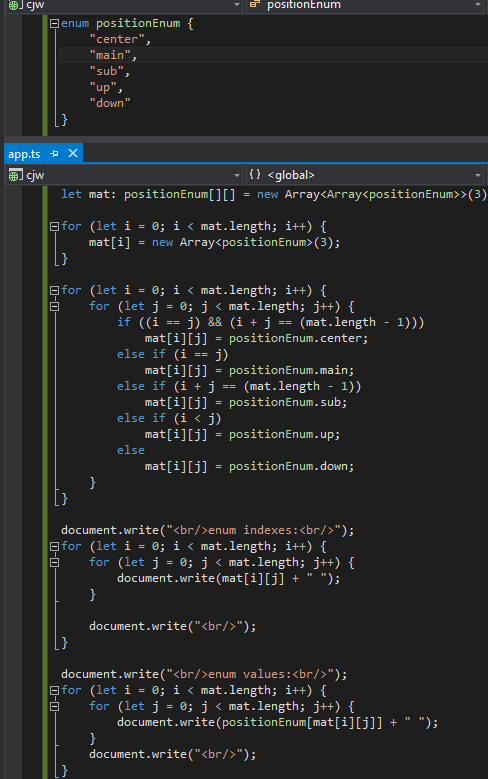 cjw positionEnum
enum positionEnum {
"center",
"main",
"sub",
"up",
"down"
}
app.ts
cjw {} <global>
let mat: positionEnum[][] = new Array<Array<positionEnum>>(3)
for (let i = 0; i < mat.length; i++) {
mat[i] = new Array<positionEnum>(3);
}
for (let i = 0; i < mat.length; i++) {
for (let j = 0; j < mat.length; j++) {
if ((i == j) && (i + j == (mat.length - 1)))
mat[i][j] = positionEnum.center;
else if (i == j)
mat[i][j] = positionEnum.main;
else if (i + j == (mat.length - 1))
mat[i][j] = positionEnum.sub;
else if (i < j)
mat[i][j] = positionEnum.up;
else
mat[i][j] = positionEnum.down;
}
}
document.write("<br/>enum indexes:<br/>");
for (let i = 0; i < mat.length; i++) {
for (let j = 0; j < mat.length; j++) {
document.write(mat[i][j] + " ");
}
document.write("<br/>");
}
document.write("<br/>enum values:<br/>");
for (let i = 0; i < mat.length; i++) {
for (let j = 0; j < mat.length; j++) {
document.write(positionEnum[mat[i][j]] + " ");
}
document.write("<br/>");
}